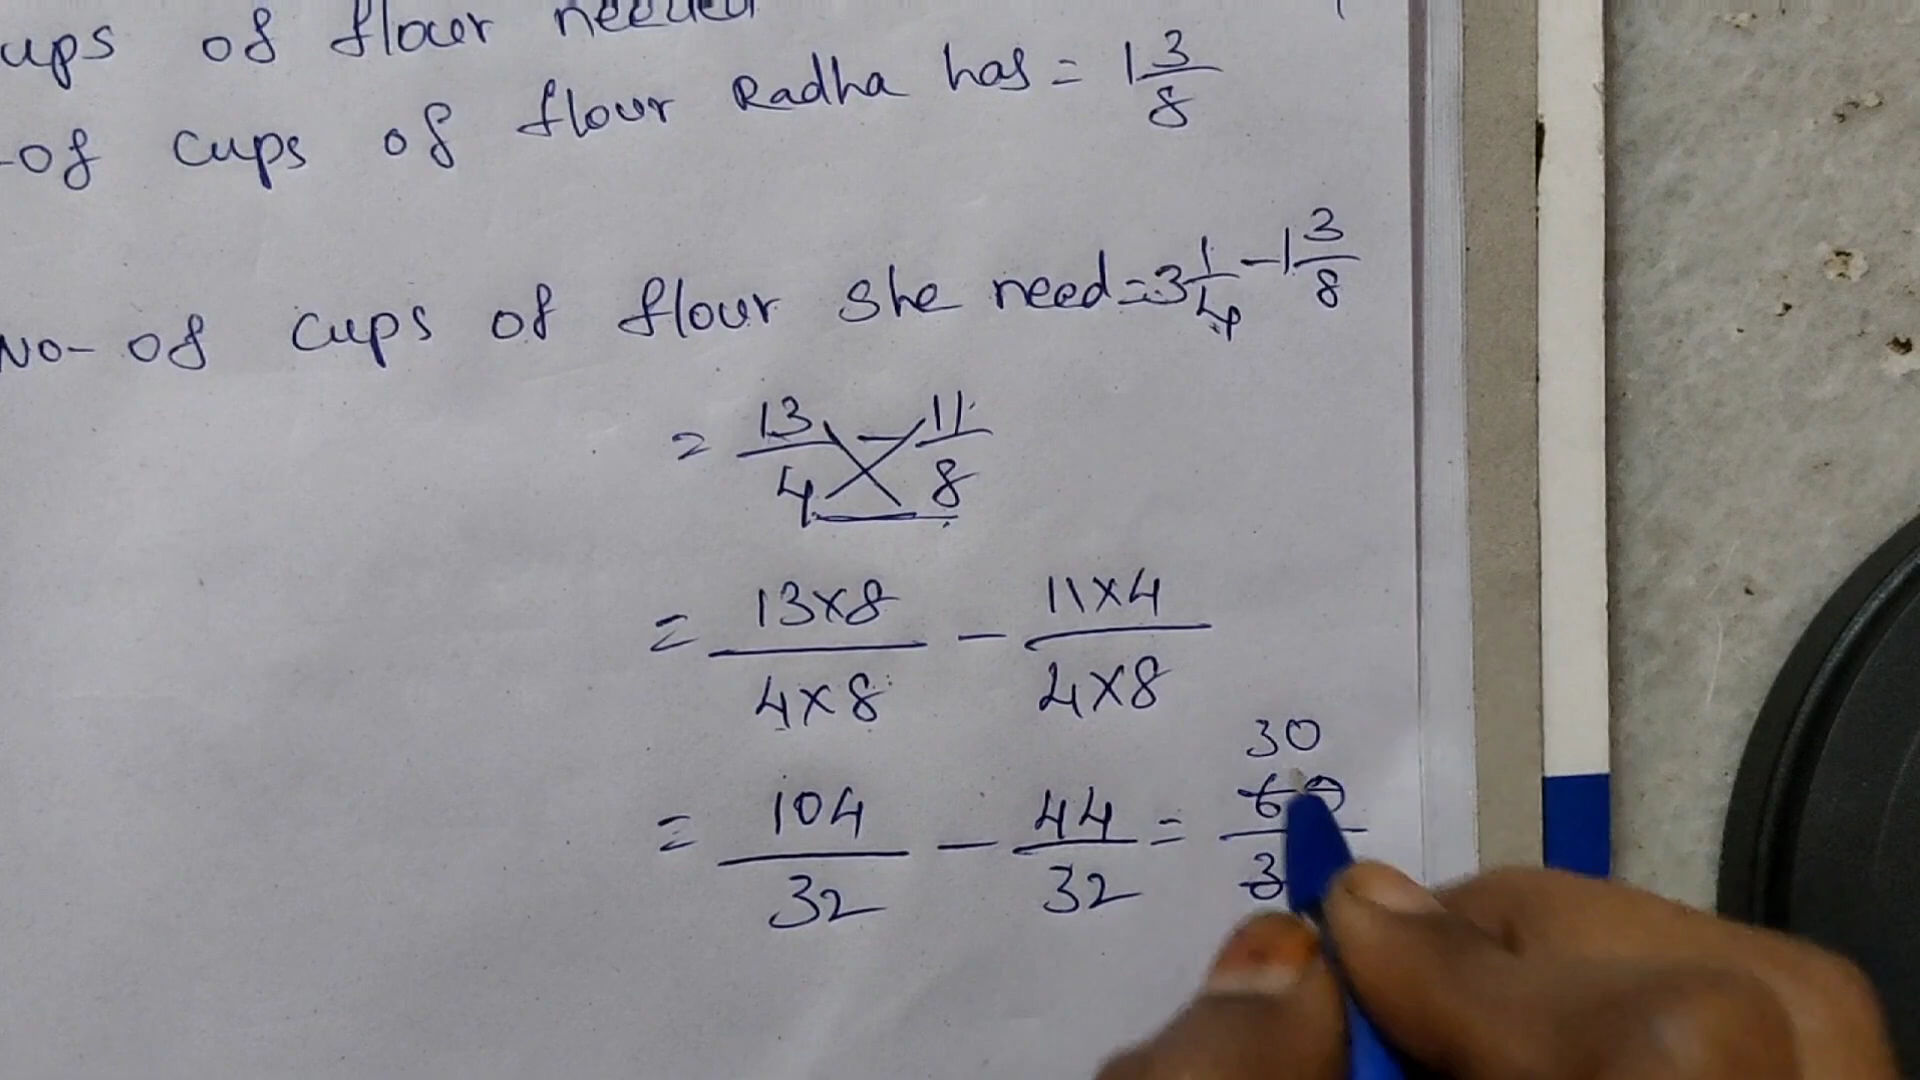 ups of flour needed
-of cups of flour Radha has = 1 3/8
No- of cups of flour she need = 3 1/4 - 1 3/8
= 13/4 - 11/8
= 13×8/4×8 - 11×4/4×8
30
= 104/32 - 44/32 = 60/3